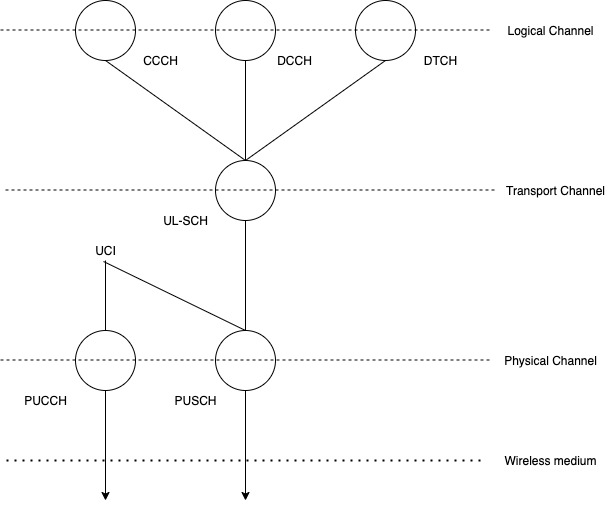 Logical Channel
CCCH
DCCH
DTCH
Transport Channel
UL-SCH
UCI
Physical Channel
PUCCH
PUSCH
Wireless medium